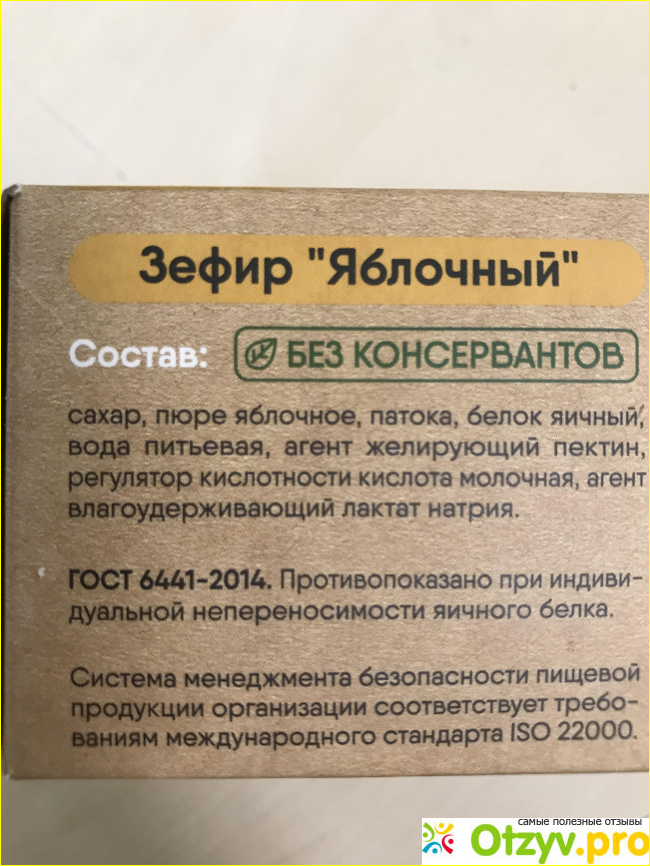 Зефир "Яблочный"
Состав:
БЕЗ КОНСЕРВАНТОВ
сахар, пюре яблочное, патока, белок яичный,
вода питьевая, агент желирующий пектин,
регулятор кислотности кислота молочная, агент
влагоудерживающий лактат натрия.
ГОСТ 6441-2014. Противопоказано при индиви-
дуальной непереносимости яичного белка.
Система менеджмента безопасности пищевой
продукции организации соответствует требо-
ваниям международного стандарта ISO 22000.
самые полезные отзывы
Otzyv.pro